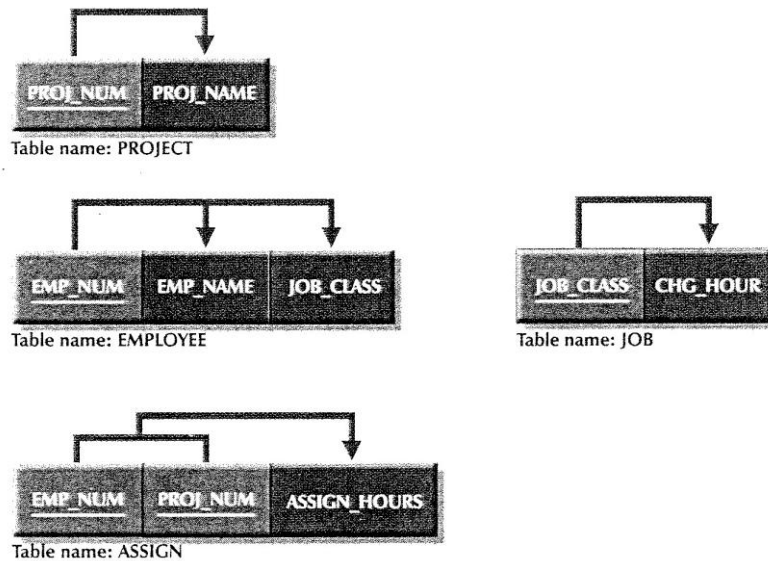 PROJ_NUM PROJ_NAME
Table name: PROJECT
EMP_NUM EMP_NAME JOB_CLASS
Table name: EMPLOYEE
JOB_CLASS CHG_HOUR
Table name: JOB
EMP_NUM PROJ_NUM ASSIGN_HOURS
Table name: ASSIGN